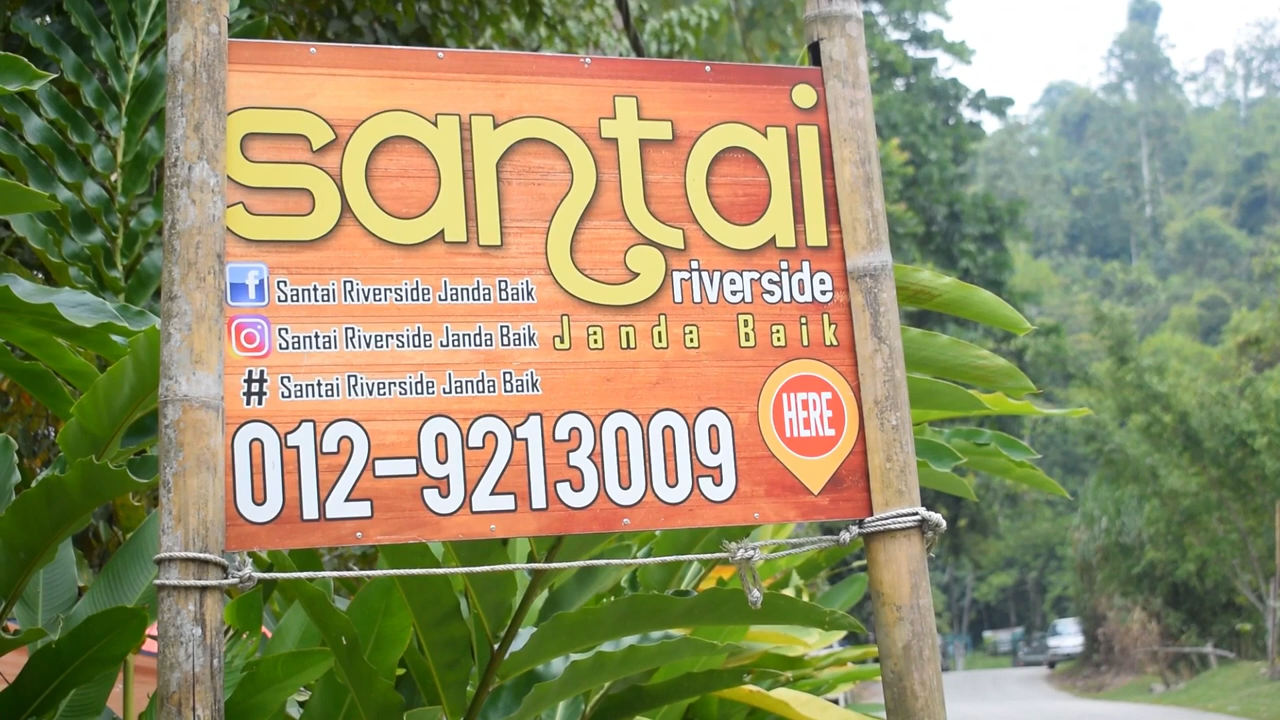 santai
riverside
Janda Baik
f Santai Riverside Janda Baik
Santai Riverside Janda Baik
# Santai Riverside Janda Baik
HERE
012-9213009